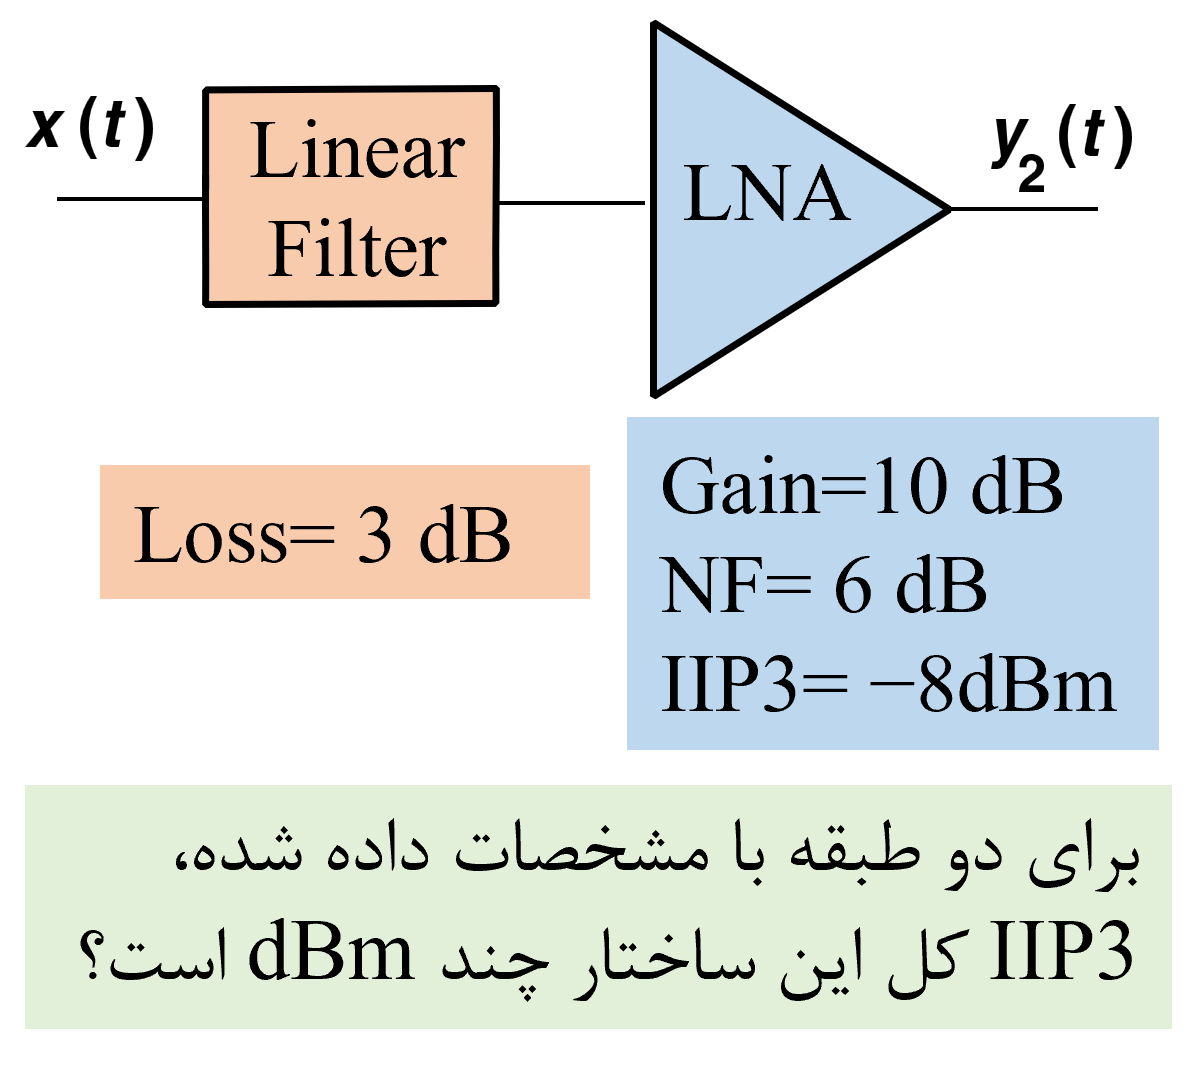 x(t)
Linear
Filter
LNA
y₂(t)
Loss= 3 dB
Gain=10 dB
NF= 6 dB
IIP3= −8dBm
برای دو طبقه با مشخصات داده شده،
IIP3 کل این ساختار چند dBm است؟